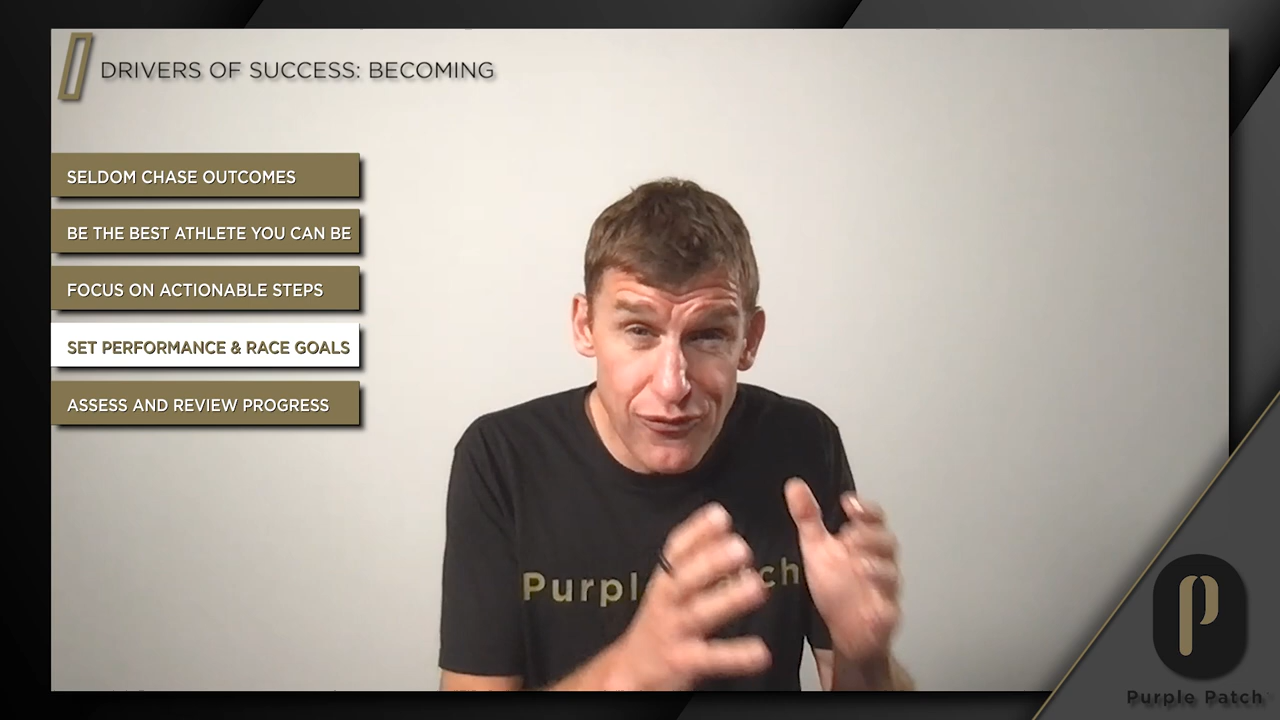 DRIVERS OF SUCCESS: BECOMING
SELDOM CHASE OUTCOMES
BE THE BEST ATHLETE YOU CAN BE
FOCUS ON ACTIONABLE STEPS
SET PERFORMANCE & RACE GOALS
ASSESS AND REVIEW PROGRESS
Purple Patch